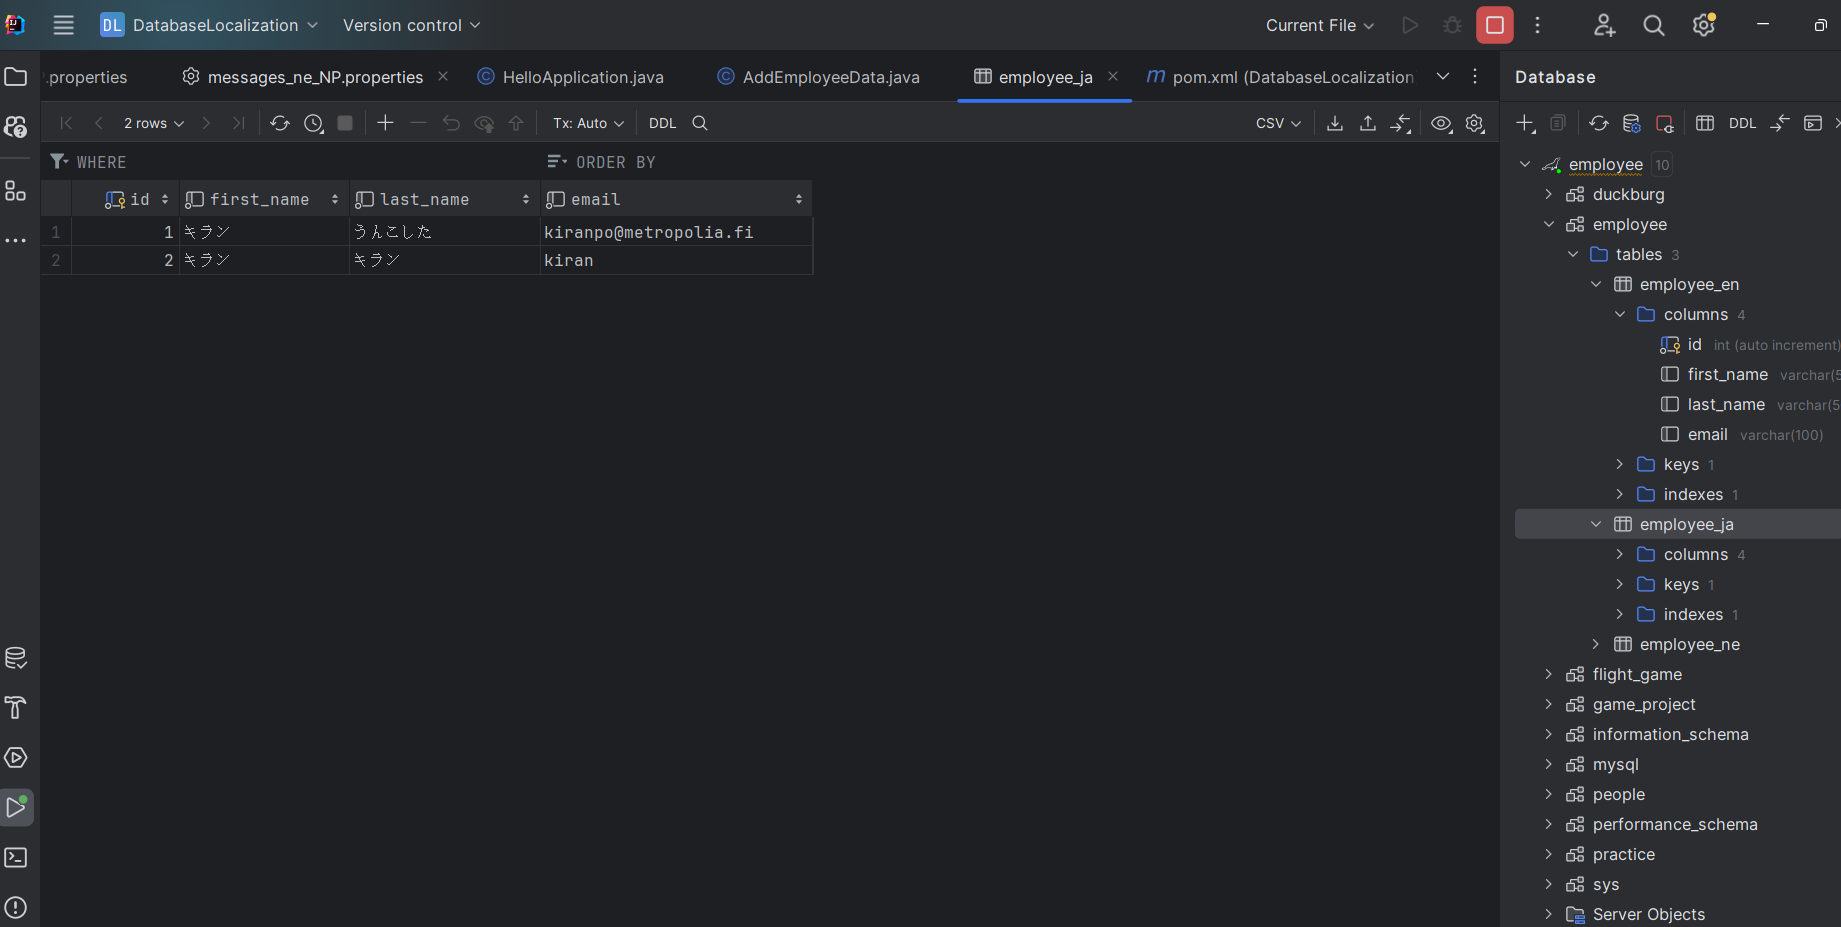 DL DatabaseLocalization Version control Current File
.properties messages_ne_NP.properties HelloApplication.java AddEmployeeData.java employee_ja m pom.xml (DatabaseLocalization Database
2 rows Tx: Auto DDL CSV DDL
WHERE ORDER BY
id first_name last_name email
1 1 キラン うんこした kiranpo@metropolia.fi
2 2 キラン キラン kiran
employee 10
duckburg
employee
tables 3
employee_en
columns 4
id int (auto increment)
first_name varchar(5
last_name varchar(5
email varchar(100)
keys 1
indexes 1
employee_ja
columns 4
keys 1
indexes 1
employee_ne
flight_game
game_project
information_schema
mysql
people
performance_schema
practice
sys
Server Objects